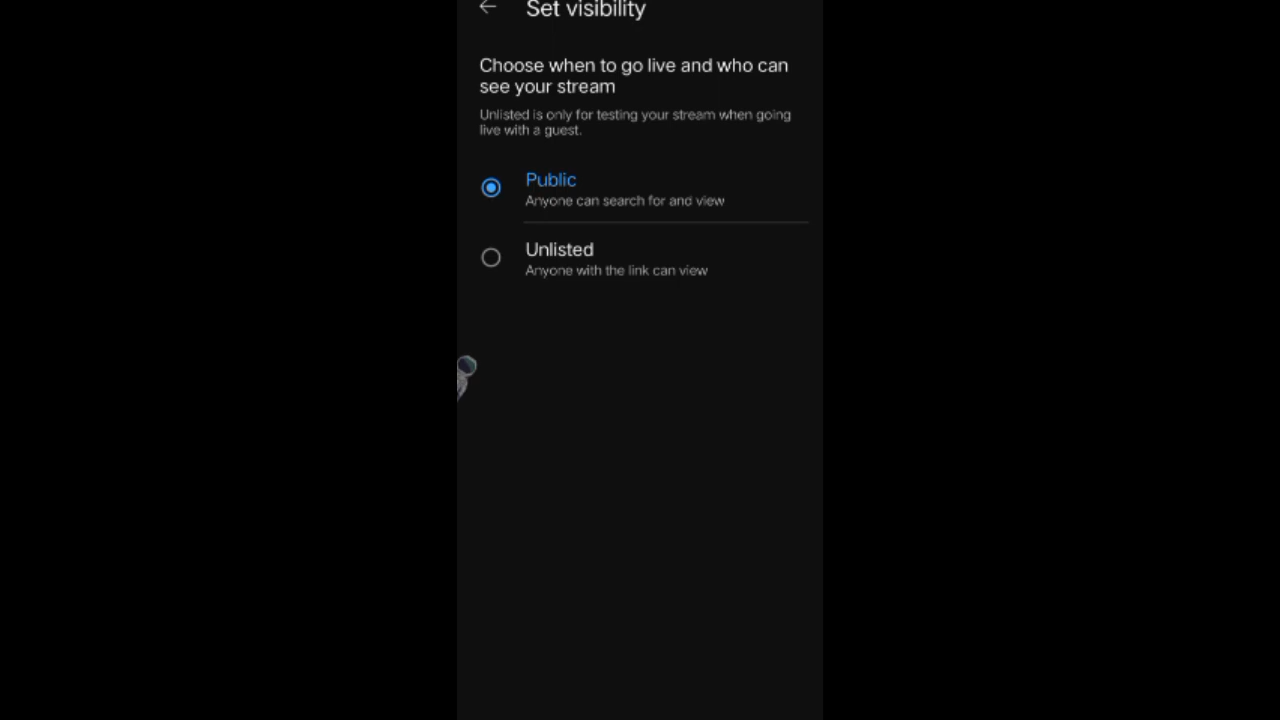 Set visibility
Choose when to go live and who can
see your stream
Unlisted is only for testing your stream when going
live with a guest.
Public
Anyone can search for and view
Unlisted
Anyone with the link can view